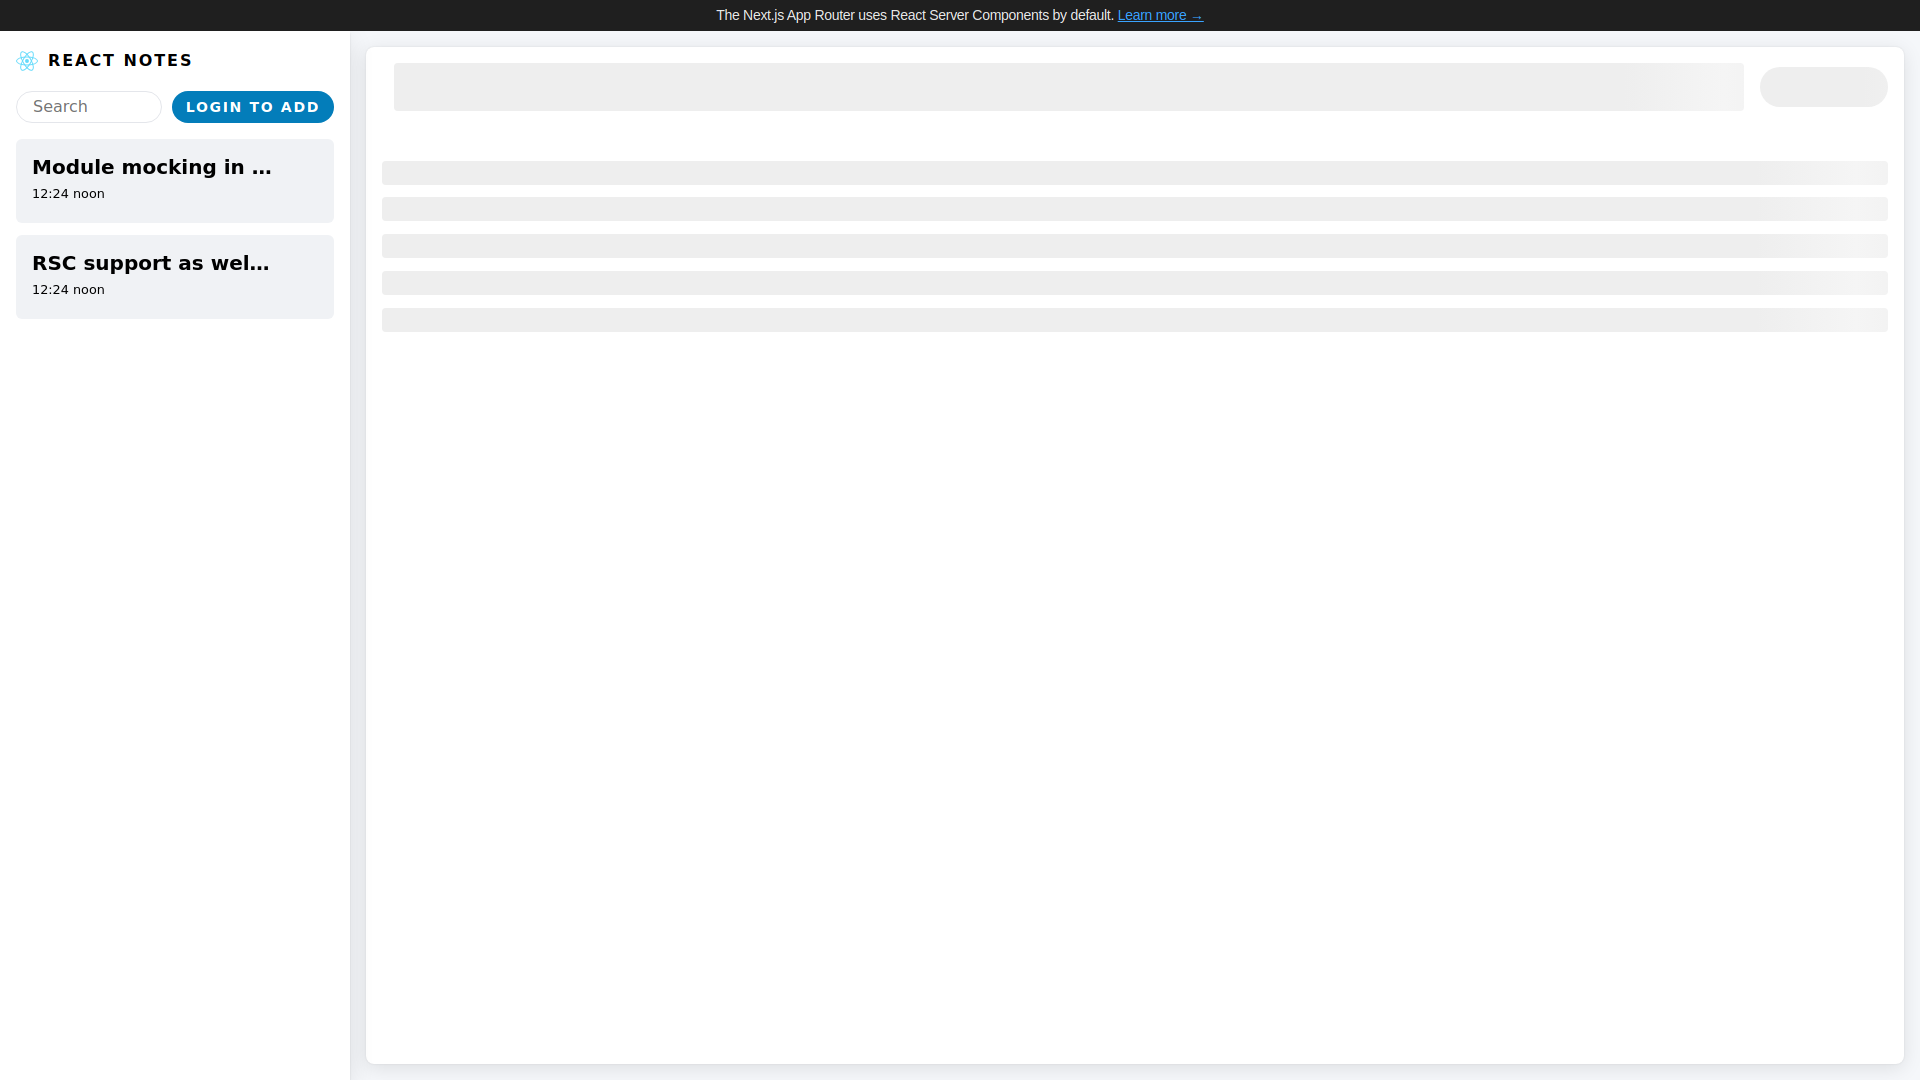 The Next.js App Router uses React Server Components by default. Learn more →
REACT NOTES
Search
LOGIN TO ADD
Module mocking in ...
12:24 noon
RSC support as wel...
12:24 noon